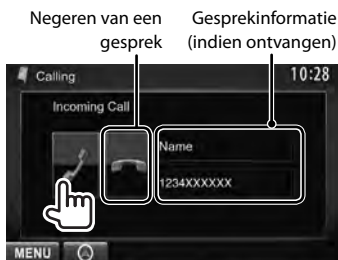 Negeren van een
gesprek
Gesprekinformatie
(indien ontvangen)
Calling
10:28
Incoming Call
Name
1234XXXXXX
MENU